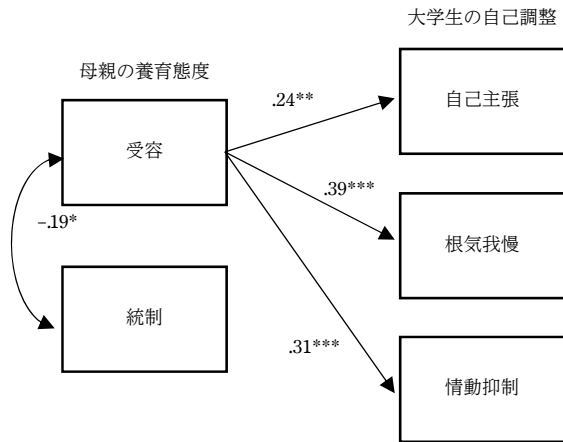 大学生の自己調整
母親の養育態度
自己主張
.24**
受容
.39***
-.19*
根気我慢
統制
.31***
情動抑制